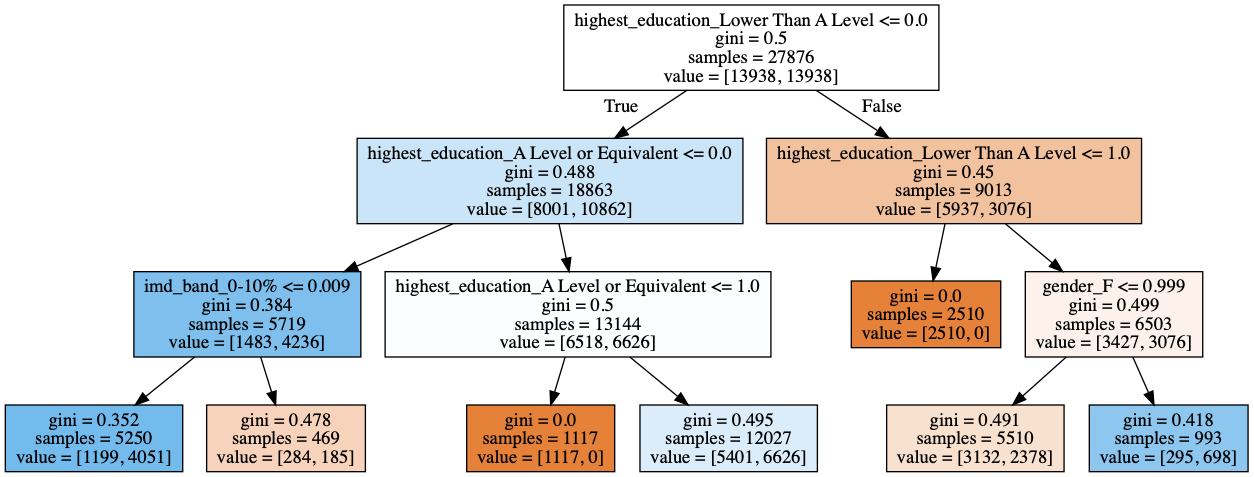 highest_education_Lower Than A Level <= 0.0
gini = 0.5
samples = 27876
value = [13938, 13938]
True
False
highest_education_A Level or Equivalent <= 0.0
gini = 0.488
samples = 18863
value = [8001, 10862]
highest_education_Lower Than A Level <= 1.0
gini = 0.45
samples = 9013
value = [5937, 3076]
imd_band_0-10% <= 0.009
gini = 0.384
samples = 5719
value = [1483, 4236]
highest_education_A Level or Equivalent <= 1.0
gini = 0.5
samples = 13144
value = [6518, 6626]
gini = 0.0
samples = 2510
value = [2510, 0]
gender_F <= 0.999
gini = 0.499
samples = 6503
value = [3427, 3076]
gini = 0.352
samples = 5250
value = [1199, 4051]
gini = 0.478
samples = 469
value = [284, 185]
gini = 0.0
samples = 1117
value = [1117, 0]
gini = 0.495
samples = 12027
value = [5401, 6626]
gini = 0.491
samples = 5510
value = [3132, 2378]
gini = 0.418
samples = 993
value = [295, 698]